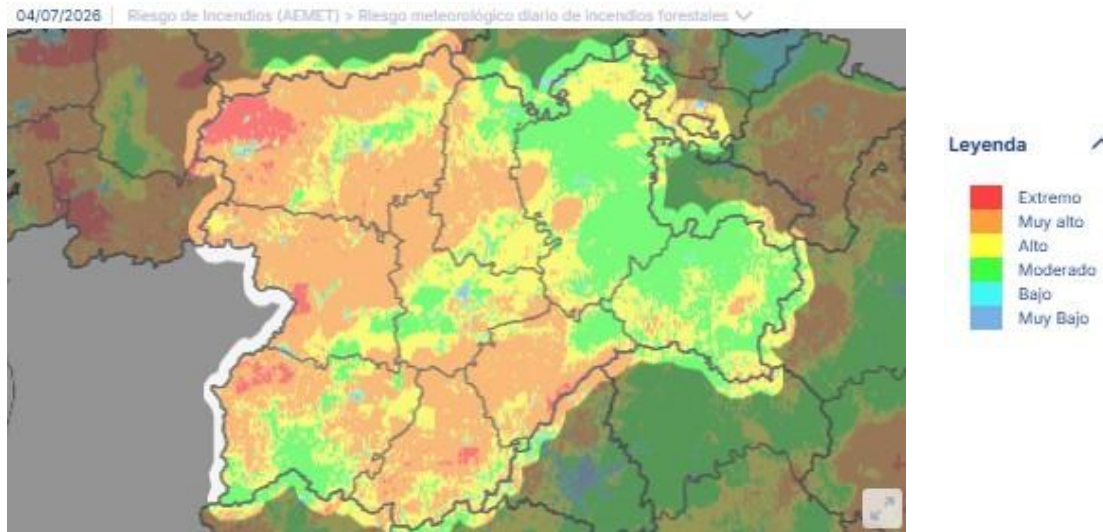 04/07/2026 | Riesgo de Incendios (AEMET) > Riesgo meteorológico diario de incendios forestales
Leyenda
Extremo
Muy alto
Alto
Moderado
Bajo
Muy Bajo